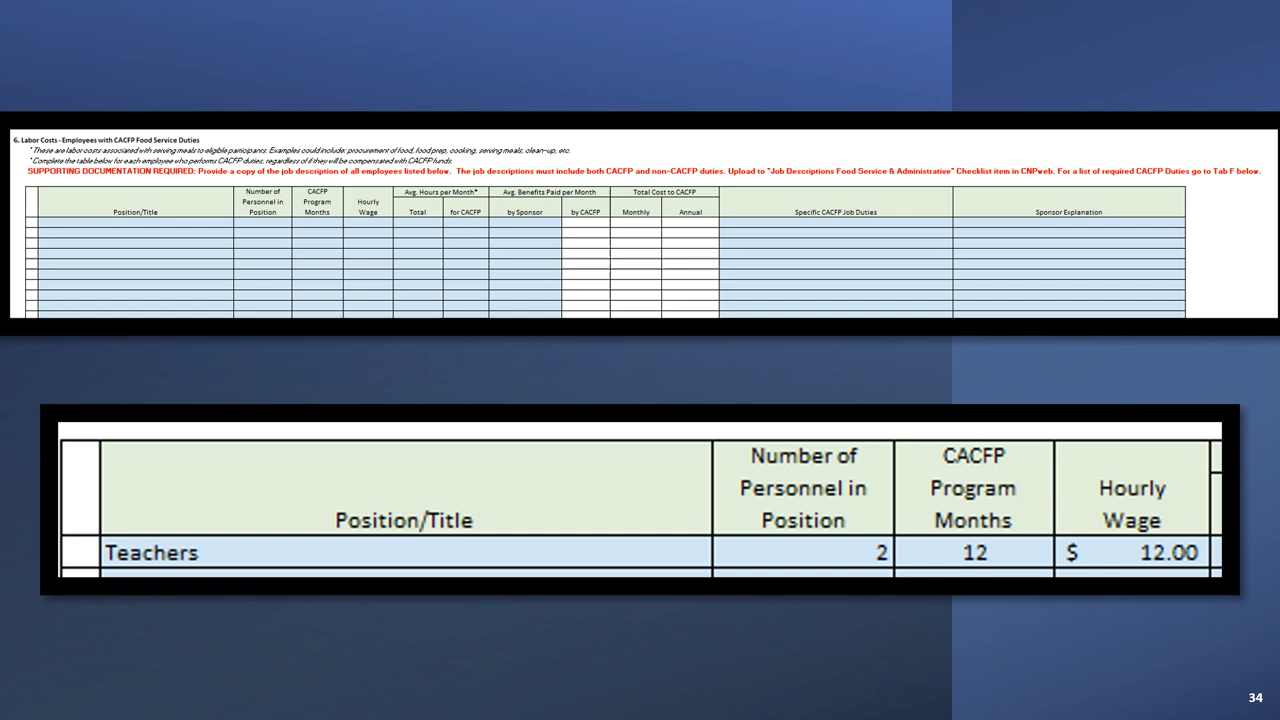 6. Labor Costs - Employees with CACFP Food Service Duties
*These are labor costs associated with serving meals to eligible participants. Examples could include: procurement of food, food prep, cooking, serving meals, clean-up, etc.
*Complete the table below for each employee who performs CACFP duties, regardless of if they will be compensated with CACFP funds.
SUPPORTING DOCUMENTATION REQUIRED: Provide a copy of the job description of all employees listed below. The job descriptions must include both CACFP and non-CACFP duties. Upload to "Job Descriptions Food Service & Administrative" Checklist item in CNPweb. For a list of required CACFP Duties go to Tab F below.
Number of CACFP Avg. Hours per Month* Avg. Benefits Paid per Month Total Cost to CACFP
Personnel in Program Hourly
Position/Title Position Months Wage Total for CACFP by Sponsor by CACFP Monthly Annual Specific CACFP Job Duties Sponsor Explanation
Number of CACFP
Personnel in Program Hourly
Position/Title Position Months Wage
Teachers 2 12 $ 12.00
34